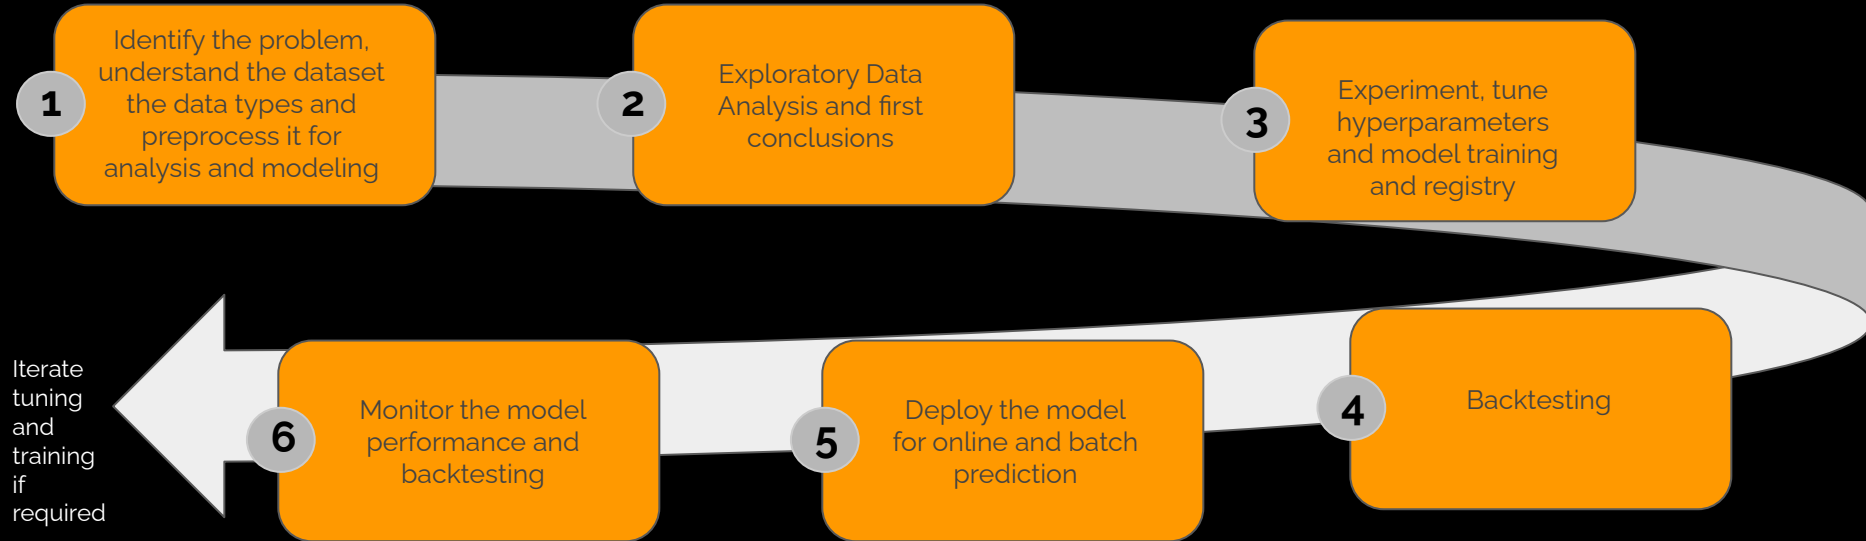 1
Identify the problem,
understand the dataset
the data types and
preprocess it for
analysis and modeling
2
Exploratory Data
Analysis and first
conclusions
3
Experiment, tune
hyperparameters
and model training
and registry
4
Backtesting
5
Deploy the model
for online and batch
prediction
6
Monitor the model
performance and
backtesting
Iterate
tuning
and
training
if
required